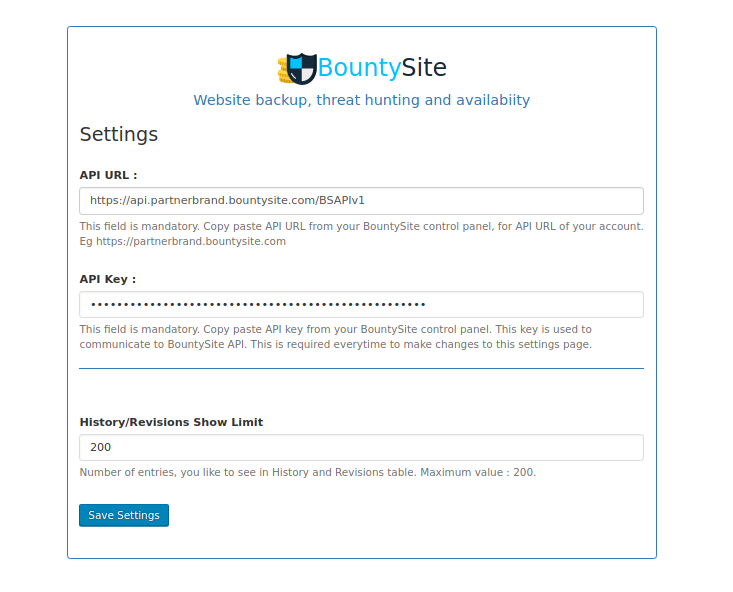 BountySite
Website backup, threat hunting and availabiity
Settings
API URL :
https://api.partnerbrand.bountysite.com/BSAPIv1
This field is mandatory. Copy paste API URL from your BountySite control panel, for API URL of your account.
Eg https://partnerbrand.bountysite.com
API Key :
••••••••••••••••••••••••••••••••••••••••••••••••••••
This field is mandatory. Copy paste API key from your BountySite control panel. This key is used to
communicate to BountySite API. This is required everytime to make changes to this settings page.
History/Revisions Show Limit
200
Number of entries, you like to see in History and Revisions table. Maximum value : 200.
Save Settings